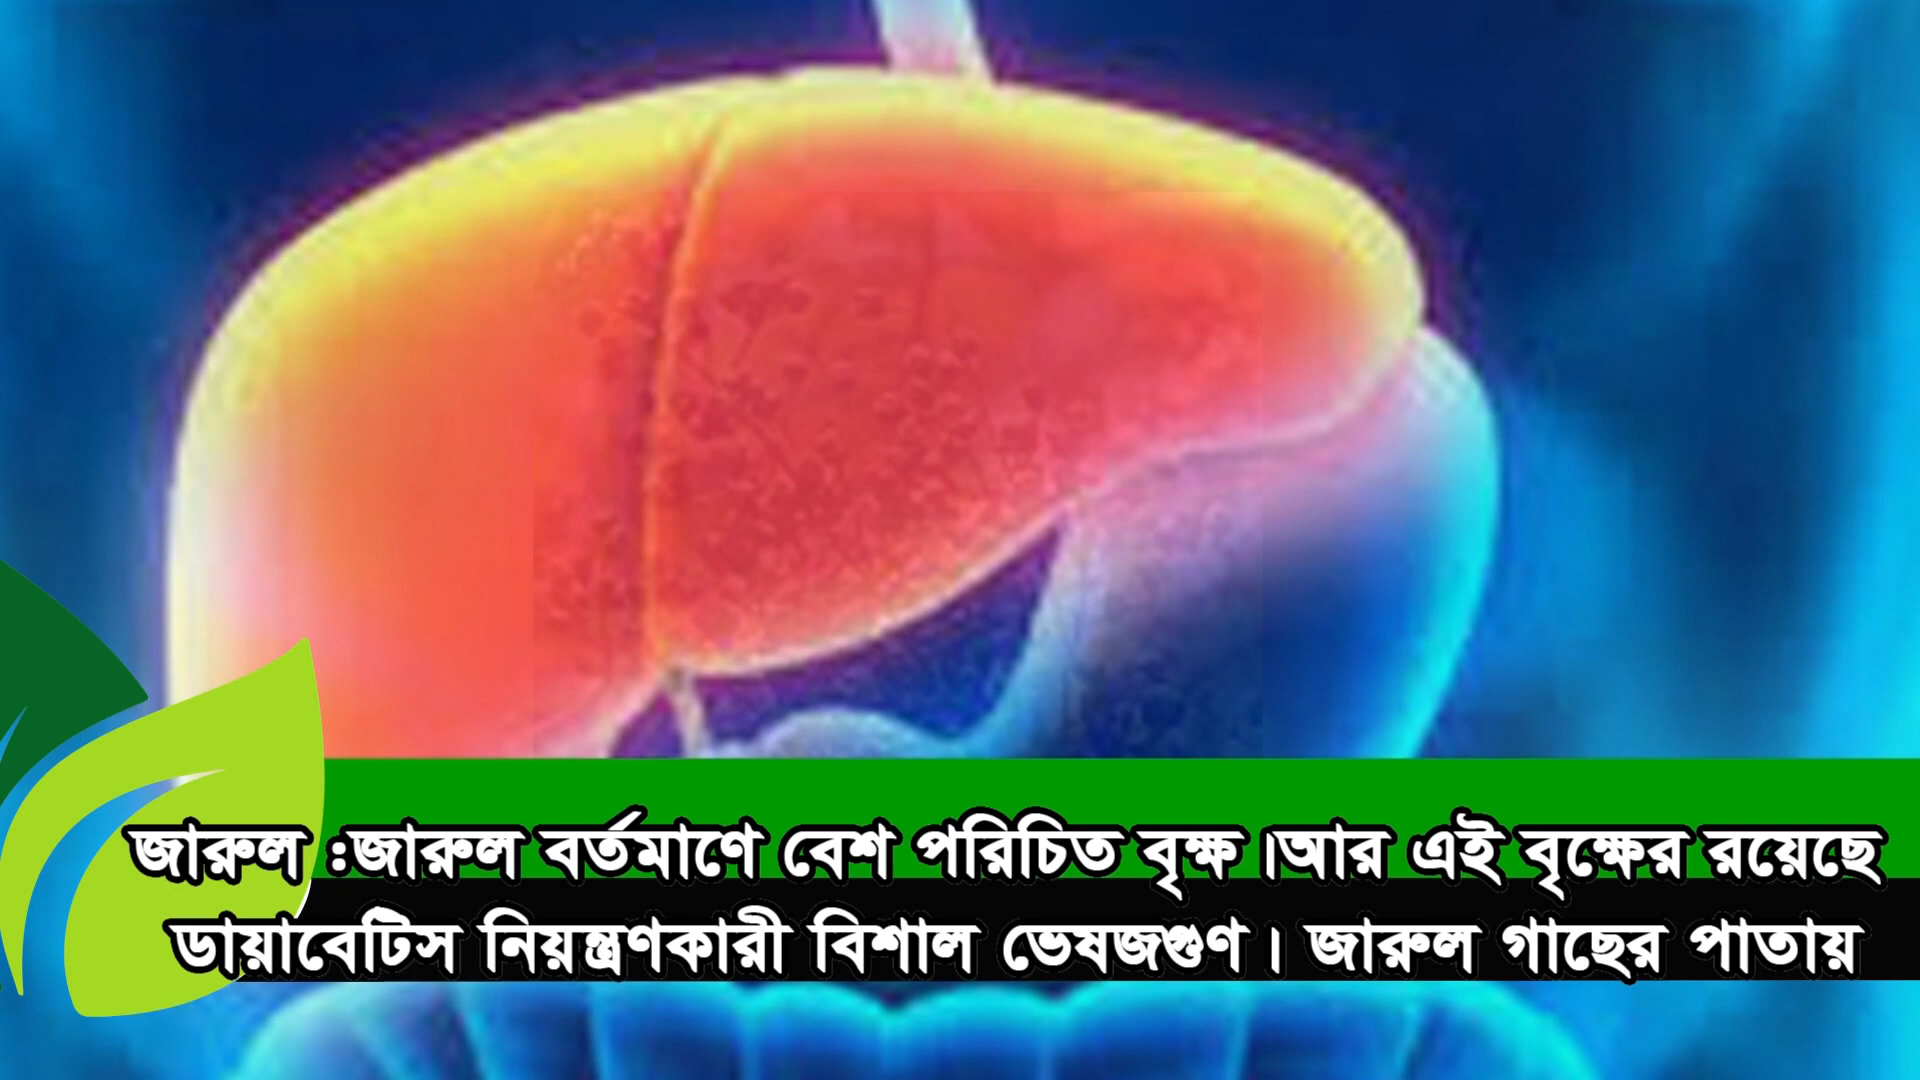 জারুল :জারুল বর্তমাণে বেশ পরিচিত বৃক্ষ।আর এই বৃক্ষের রয়েছে
ডায়াবেটিস নিয়ন্ত্রণকারী বিশাল ভেষজগুণ। জারুল গাছের পাতায়